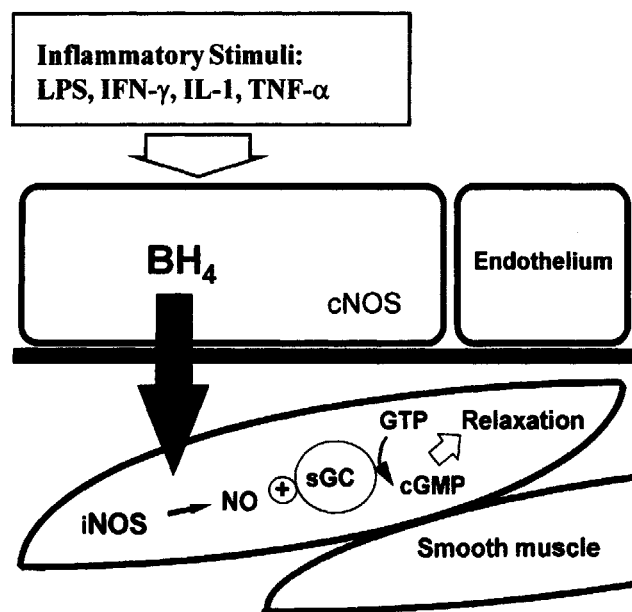 Inflammatory Stimuli:
LPS, IFN-γ, IL-1, TNF-α
BH₄
cNOS
Endothelium
GTP
Relaxation
sGC
cGMP
iNOS
NO
+
Smooth muscle